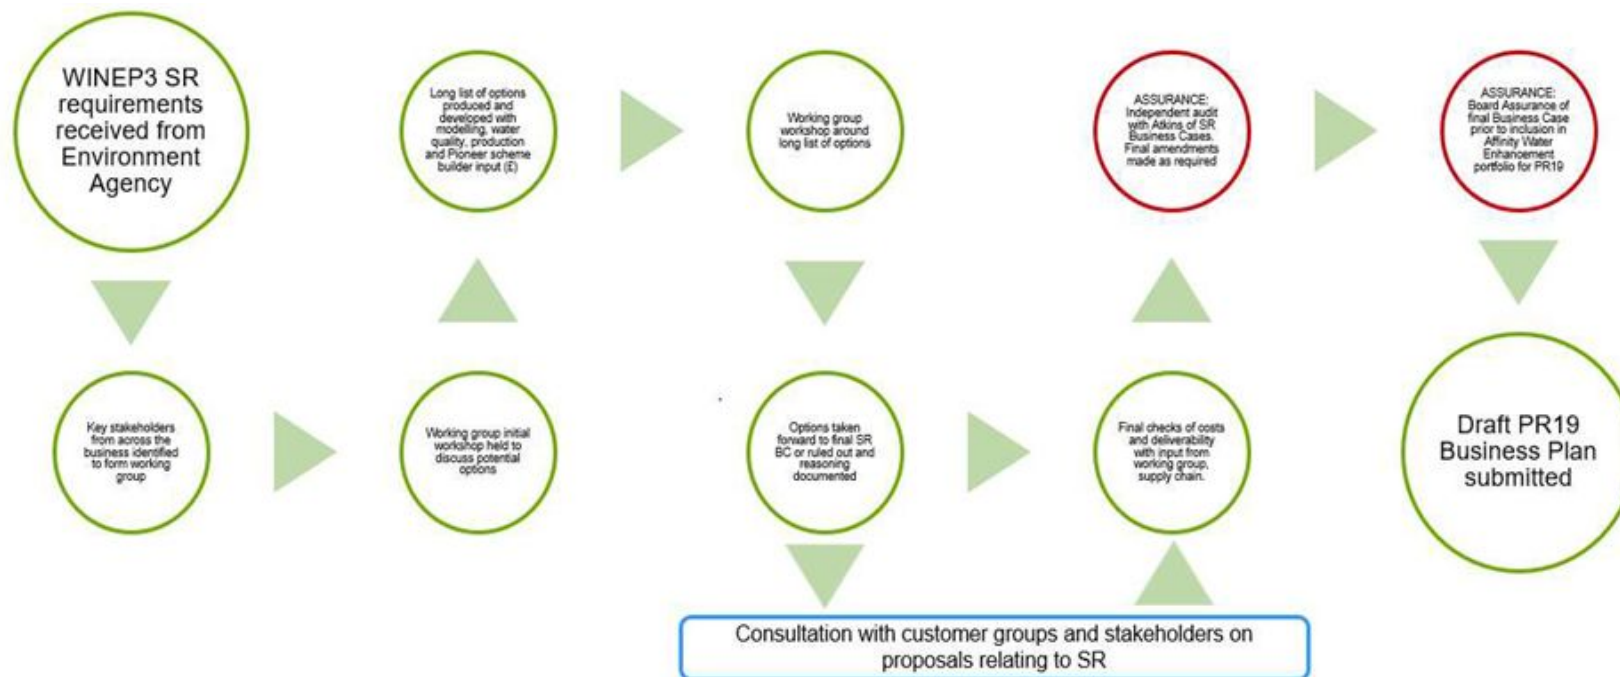 WINEP3 SR
requirements
received from
Environment
Agency
Key stakeholders
from across the
business identified
to form working
group
Working group initial
workshop held to
discuss potential
options
Long list of options
produced and
developed with
modelling, water
quality, production
and Pioneer scheme
builder input (£)
Working group
workshop around
long list of options
Options taken
forward to final SR
BC or ruled out and
reasoning
documented
Consultation with customer groups and stakeholders on
proposals relating to SR
Final checks of costs
and deliverability
with input from
working group,
supply chain.
ASSURANCE:
Independent audit
with Atkins of SR
Business Cases.
Final amendments
made as required
ASSURANCE:
Board Assurance of
final Business Case
prior to inclusion in
Affinity Water
Enhancement
portfolio for PR19
Draft PR19
Business Plan
submitted